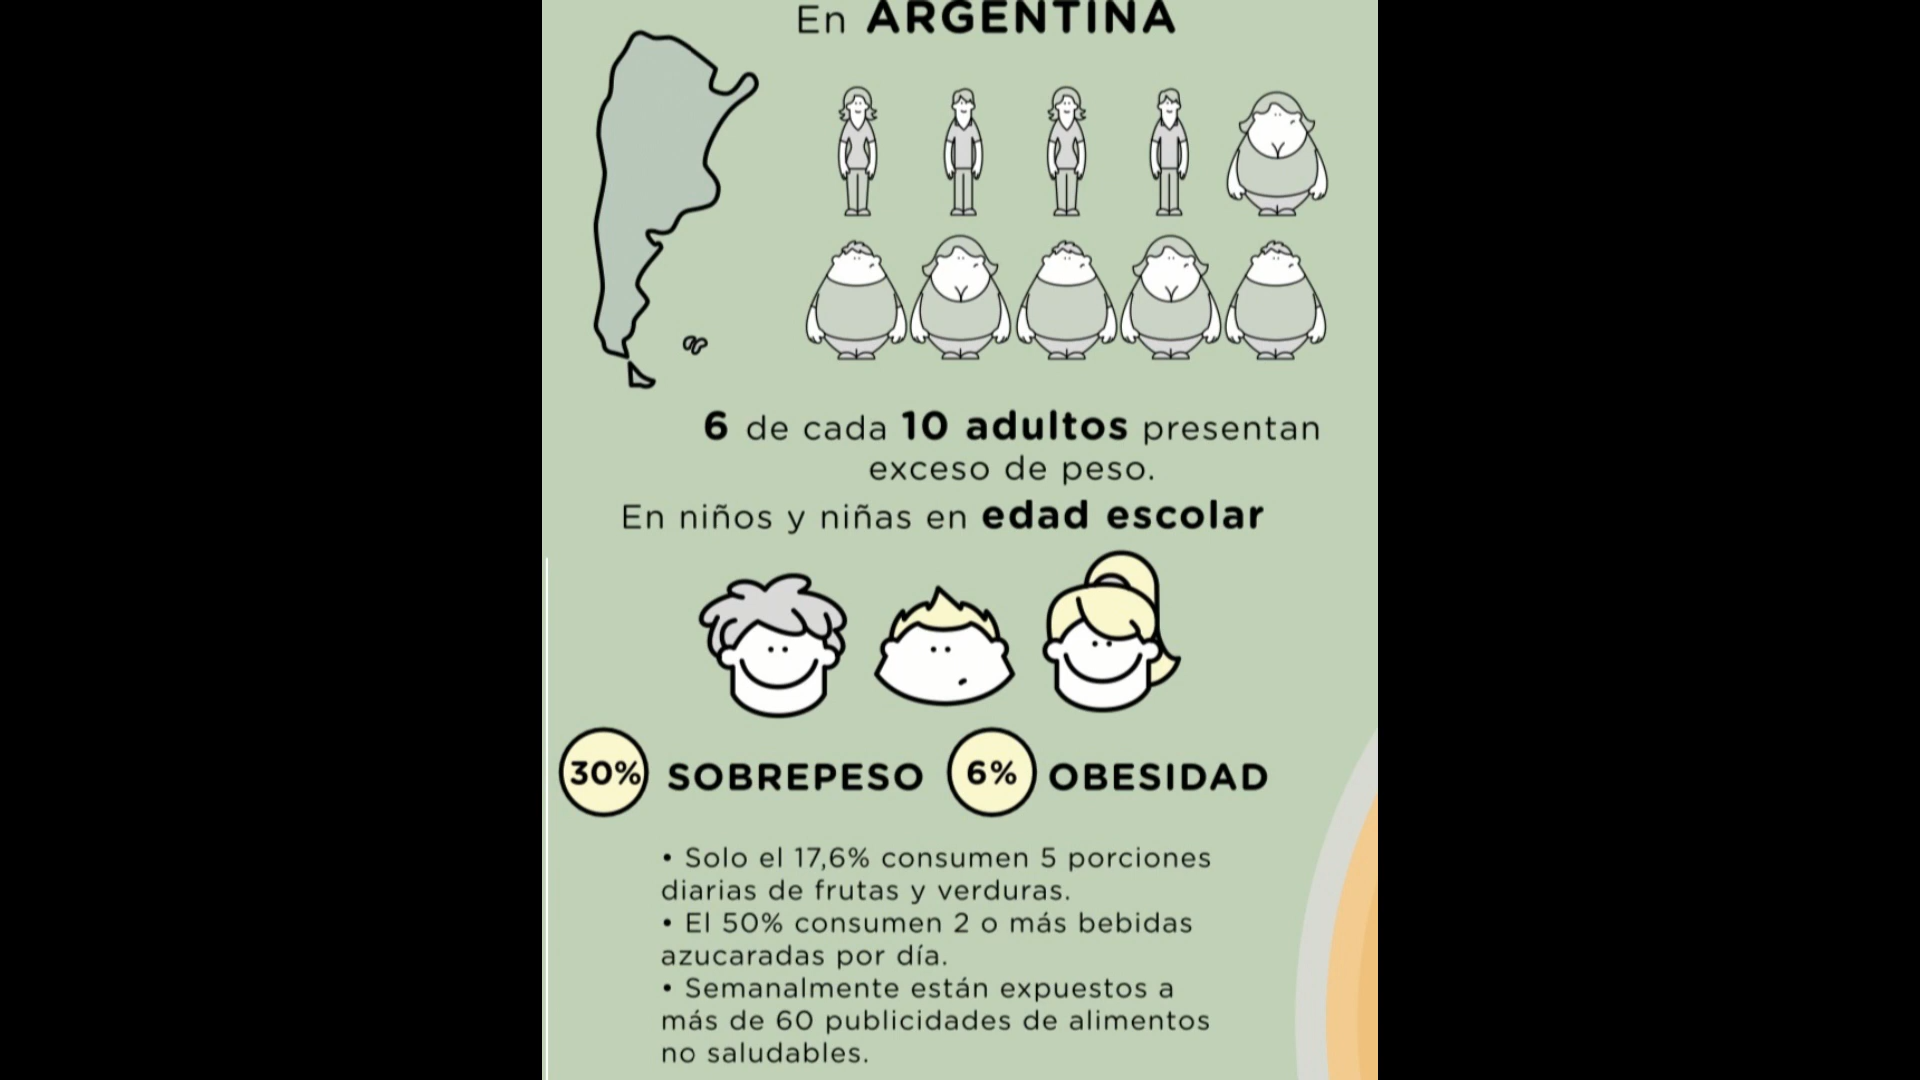 En ARGENTINA
6 de cada 10 adultos presentan
exceso de peso.
En niños y niñas en edad escolar
30% SOBREPESO 6% OBESIDAD
• Solo el 17,6% consumen 5 porciones
diarias de frutas y verduras.
• El 50% consumen 2 o más bebidas
azucaradas por día.
• Semanalmente están expuestos a
más de 60 publicidades de alimentos
no saludables.